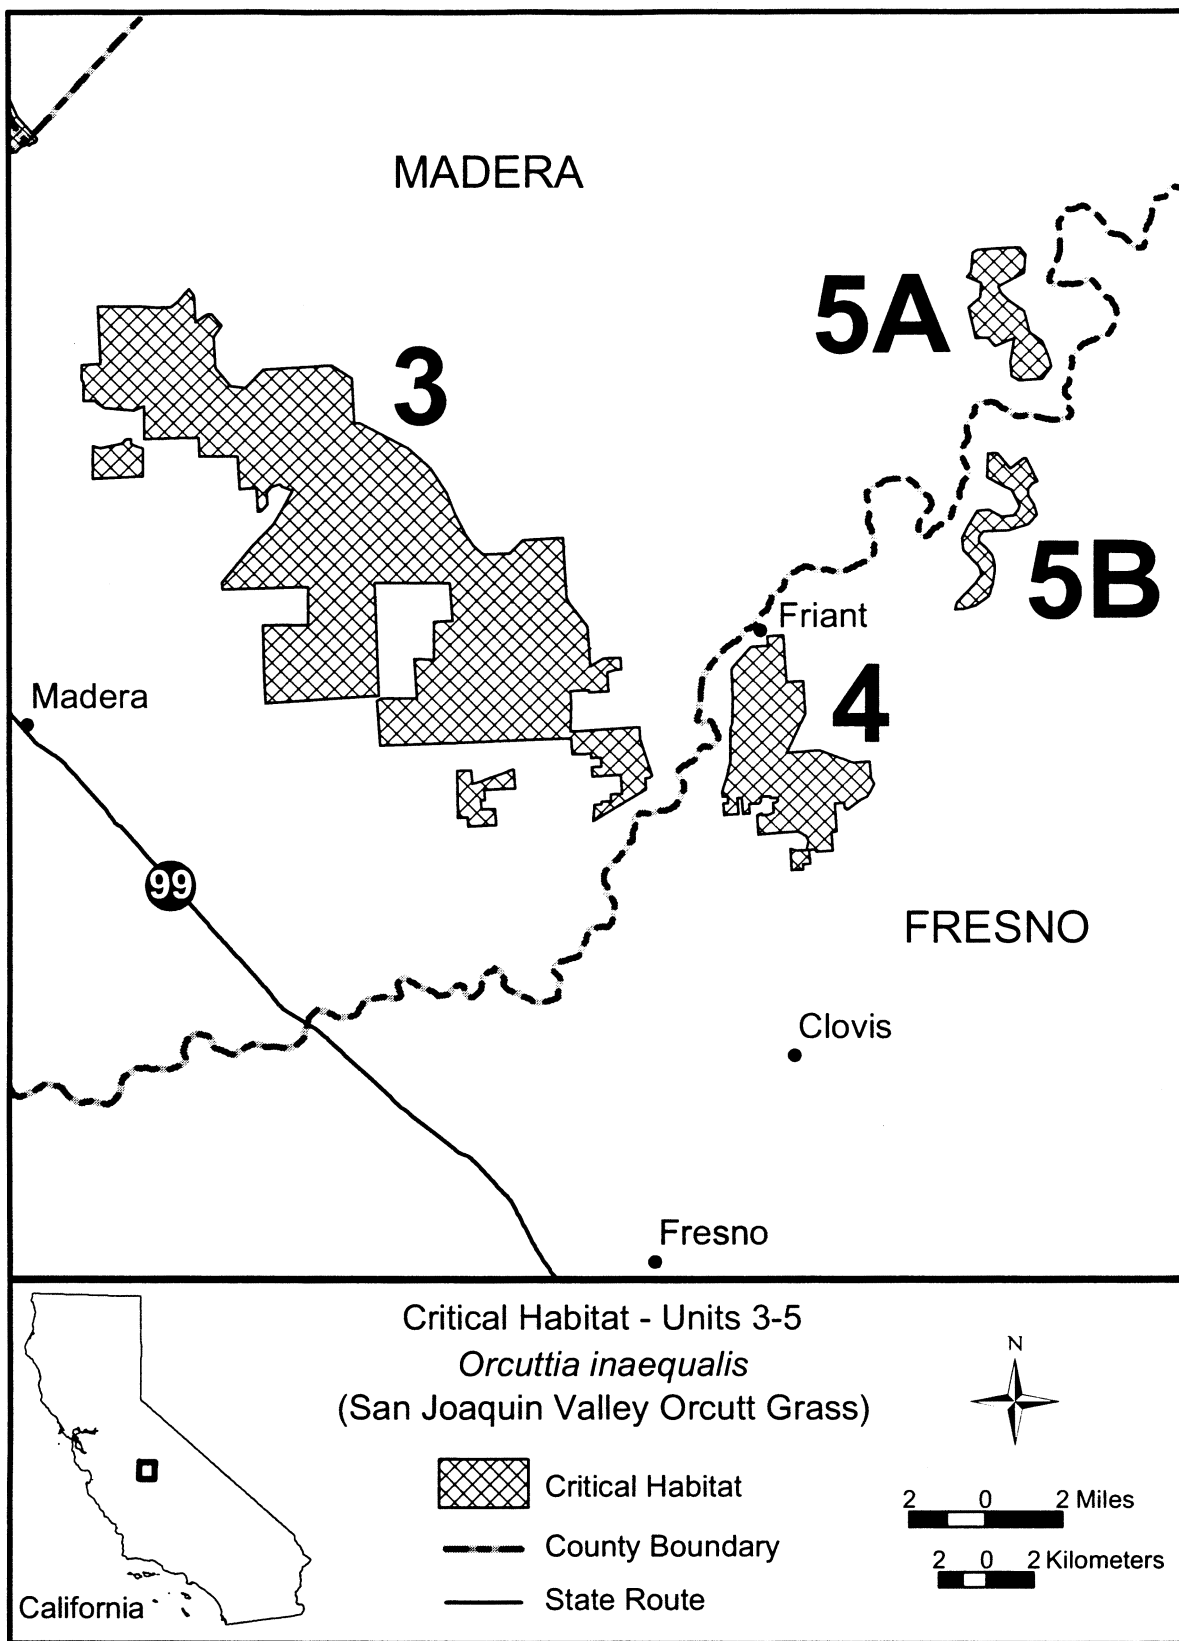 MADERA
5A
3
5B
Friant
4
Madera
99
FRESNO
Clovis
Fresno
Critical Habitat - Units 3-5
Orcuttia inaequalis
(San Joaquin Valley Orcutt Grass)
N
Critical Habitat
2 0 2 Miles
County Boundary
2 0 2 Kilometers
State Route
California